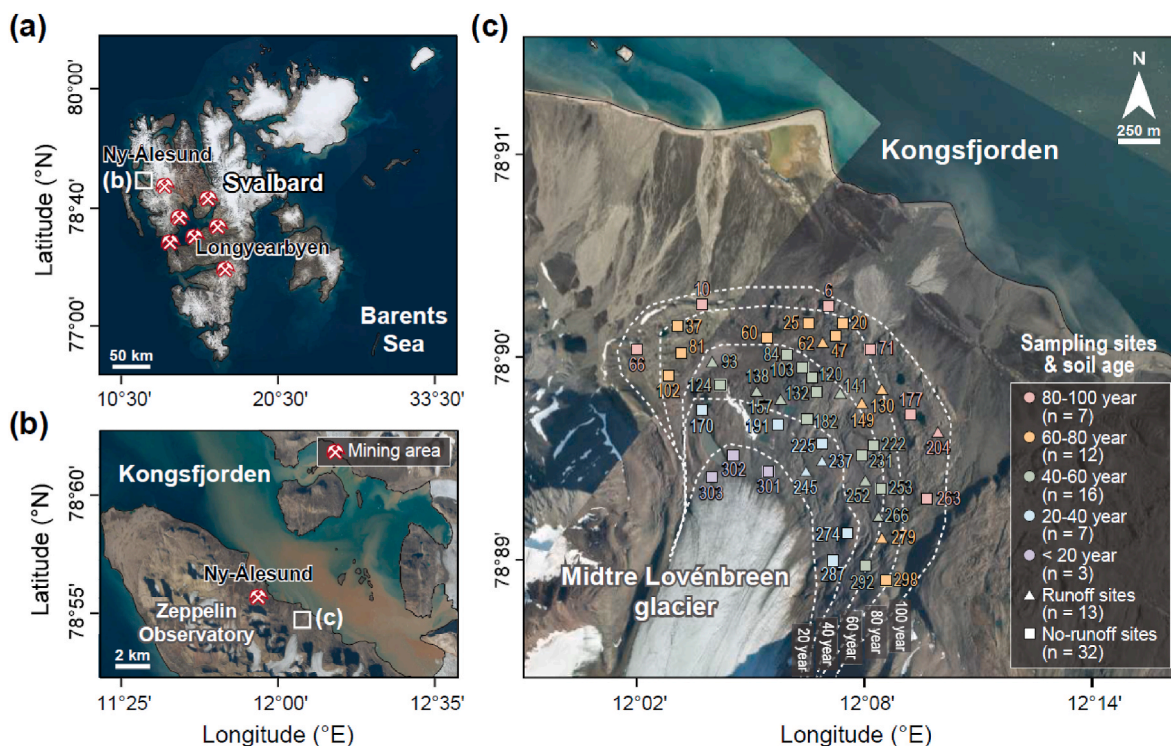 (a)
80°00'
78°40'
77°00'
Latitude (°N)
Ny-Ålesund
(b)
Svalbard
Longyearbyen
Barents
Sea
50 km
10°30'
20°30'
33°30'
(b)
Kongsfjorden
Mining area
78°60'
78°55'
Latitude (°N)
Ny-Ålesund
Zeppelin
Observatory
(c)
2 km
11°25'
12°00'
12°35'
Longitude (°E)
(c)
N
250 m
Kongsfjorden
78°91'
78°90'
78°89'
Latitude (°N)
10
6
37
60
25
20
62
47
81
84
71
66
93
103
120
102
124
138
132
141
130
157
149
177
170
191
182
204
225
222
302
237
231
303
301
245
252
253
263
266
274
279
287
292
298
Midtre Lovénbreen
glacier
20 year
40 year
60 year
80 year
100 year
Sampling sites
& soil age
80-100 year
(n = 7)
60-80 year
(n = 12)
40-60 year
(n = 16)
20-40 year
(n = 7)
< 20 year
(n = 3)
Runoff sites
(n = 13)
No-runoff sites
(n = 32)
12°02'
12°08'
12°14'
Longitude (°E)